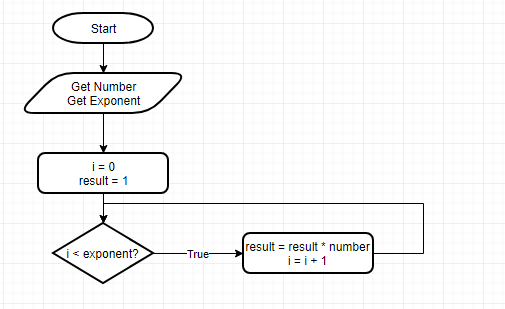 Start
Get Number
Get Exponent
i = 0
result = 1
i < exponent?
True
result = result * number
i = i + 1